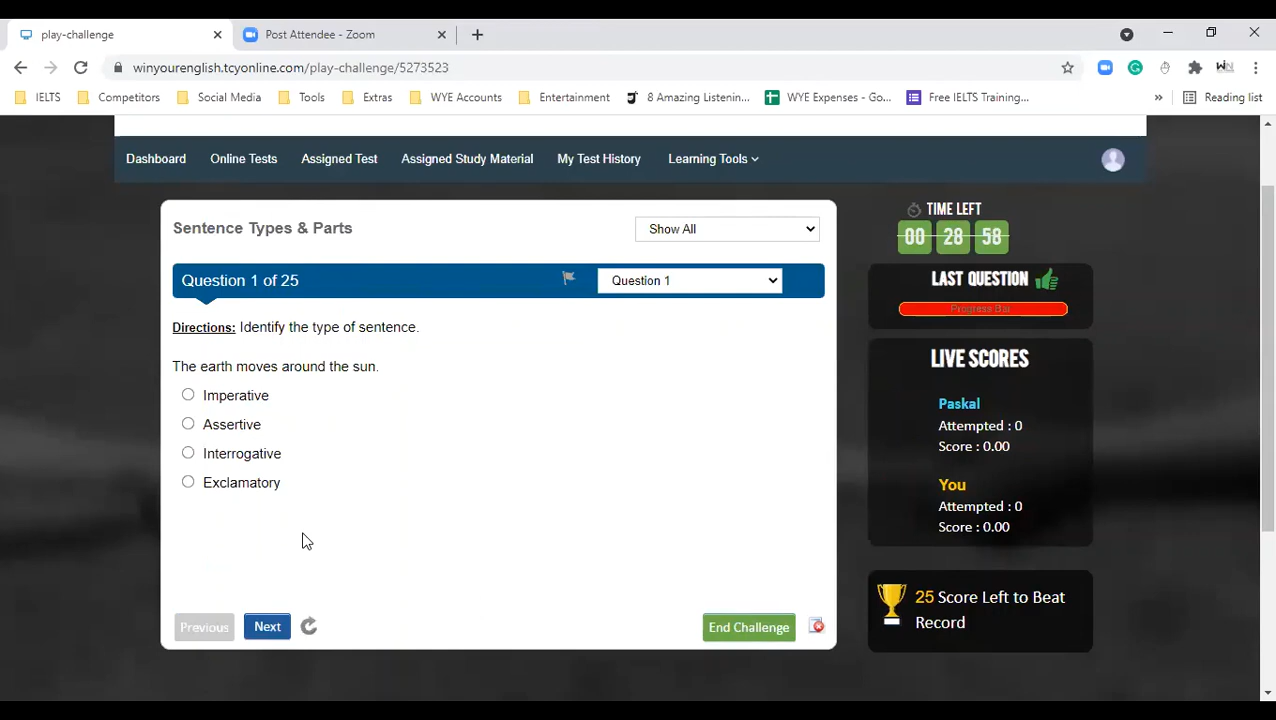 play-challenge
Post Attendee - Zoom
winyourenglish.tcyonline.com/play-challenge/5273523
IELTS
Competitors
Social Media
Tools
Extras
WYE Accounts
Entertainment
8 Amazing Listenin...
WYE Expenses - Go...
Free IELTS Training...
»
Reading list
Dashboard
Online Tests
Assigned Test
Assigned Study Material
My Test History
Learning Tools
Sentence Types & Parts
Show All
Question 1 of 25
Question 1
Directions: Identify the type of sentence.
The earth moves around the sun.
Imperative
Assertive
Interrogative
Exclamatory
Previous
Next
End Challenge
TIME LEFT
00 28 58
LAST QUESTION
Progress Bar
LIVE SCORES
Paskal
Attempted : 0
Score : 0.00
You
Attempted : 0
Score : 0.00
25 Score Left to Beat
Record